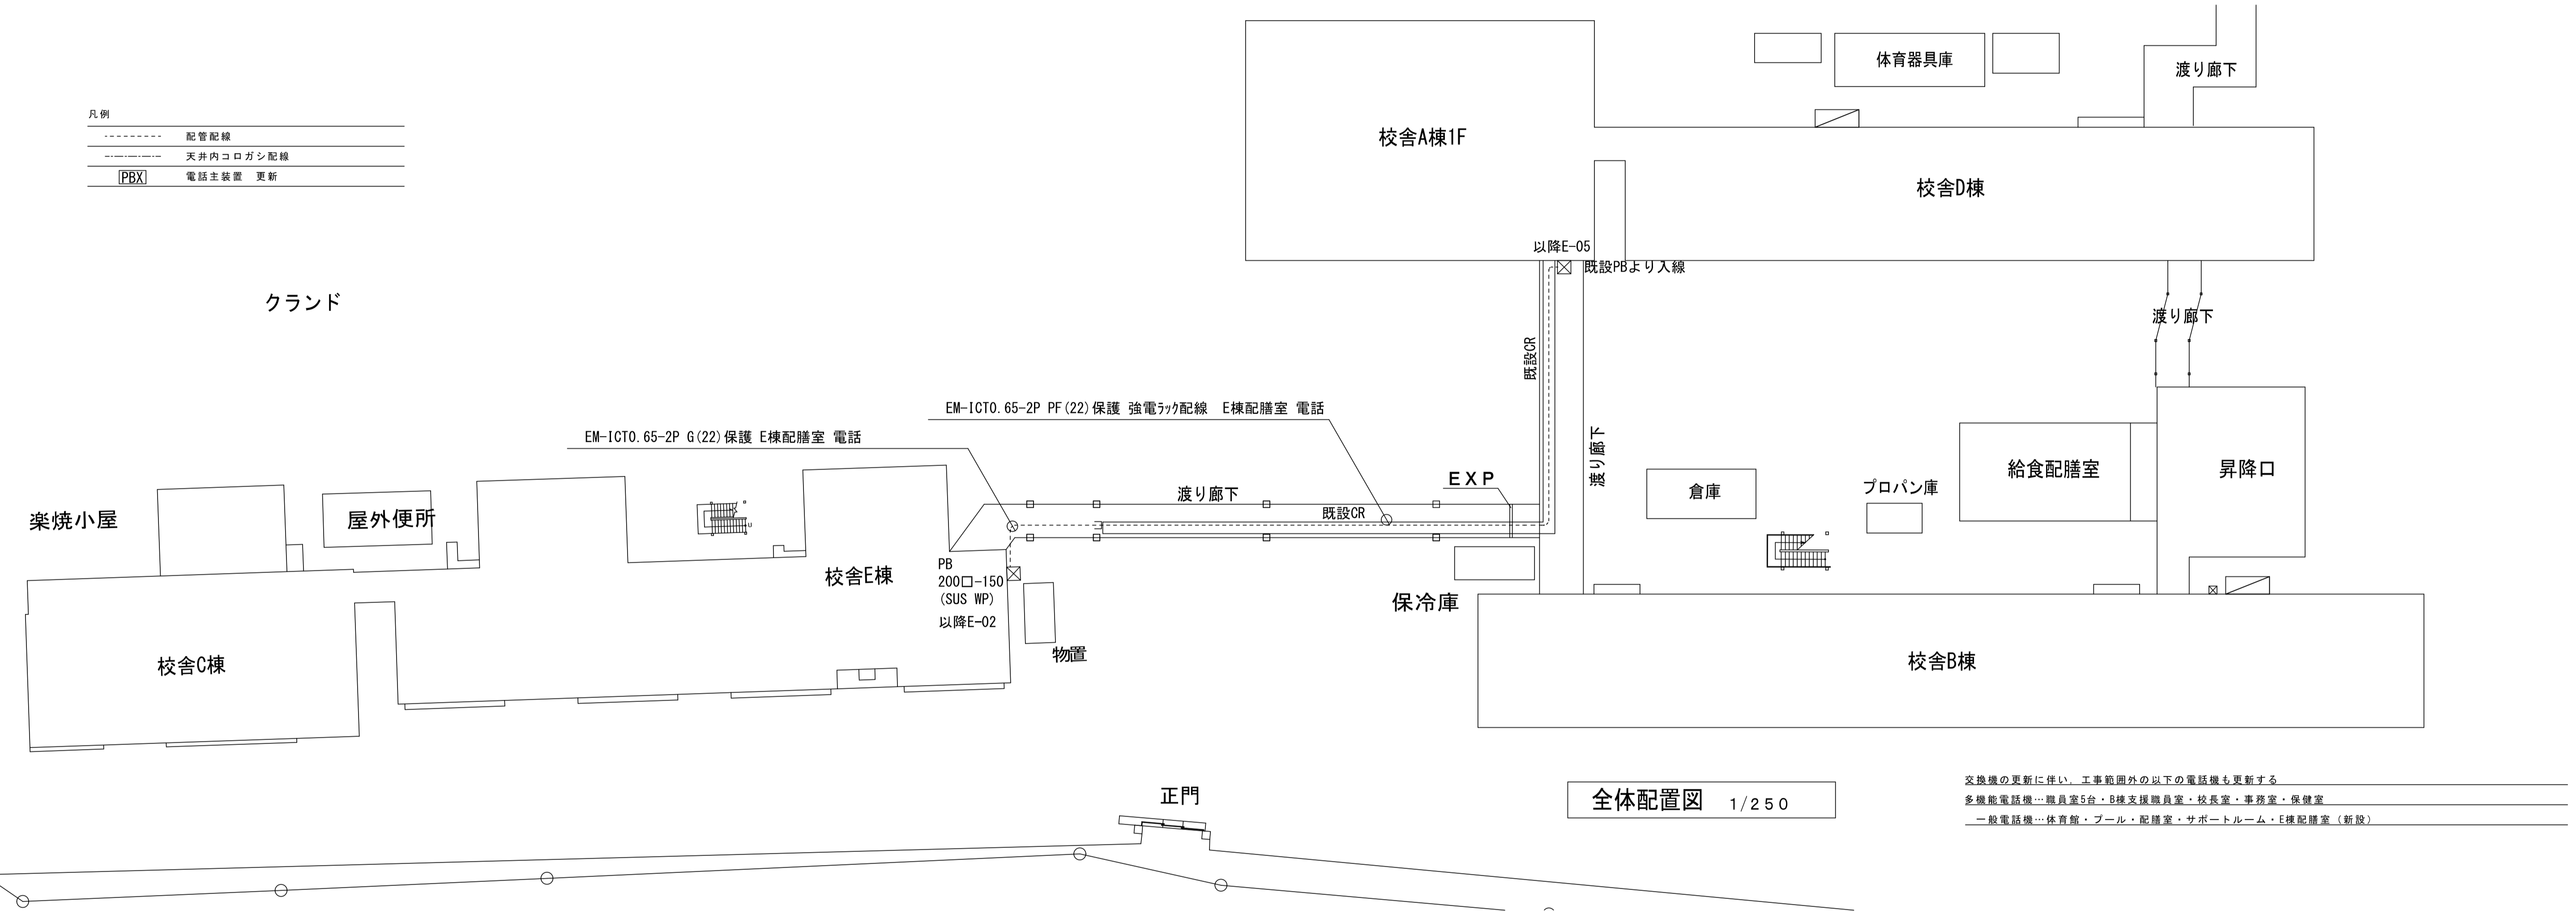 凡例
配管配線
天井内コロガシ配線
PBX 電話主装置 更新
体育器具庫
渡り廊下
校舎A棟1F
校舎D棟
以降E-05
既設PBより入線
クランド
渡り廊下
既設CR
EM-ICT0.65-2P PF(22)保護 強電ラック配線 E棟配膳室 電話
EM-ICT0.65-2P G(22)保護 E棟配膳室 電話
渡り廊下
EXP
渡り廊下
既設CR
倉庫
プロパン庫
給食配膳室
昇降口
楽焼小屋
屋外便所
U
校舎E棟
PB
200□-150
(SUS WP)
以降E-02
保冷庫
物置
校舎C棟
校舎B棟
正門
全体配置図 1/250
交換機の更新に伴い、工事範囲外の以下の電話機も更新する
多機能電話機…職員室5台・B棟支援職員室・校長室・事務室・保健室
一般電話機…体育館・プール・配膳室・サポートルーム・E棟配膳室（新設）